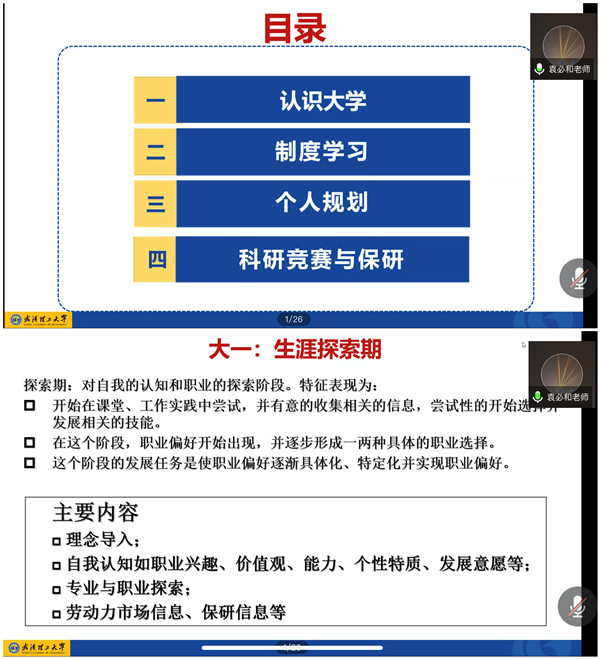 目录
袁必和老师
一 认识大学
二 制度学习
三 个人规划
四 科研竞赛与保研
武汉理工大学
1/26
大一：生涯探索期
探索期：对自我的认知和职业的探索阶段。特征表现为：
袁必和老师
开始在课堂、工作实践中尝试，并有意的收集相关的信息，尝试性的开始选择并
发展相关的技能。
在这个阶段，职业偏好开始出现，并逐步形成一两种具体的职业选择。
这个阶段的发展任务是使职业偏好逐渐具体化、特定化并实现职业偏好。
主要内容
理念导入；
自我认知如职业兴趣、价值观、能力、个性特质、发展意愿等；
专业与职业探索；
劳动力市场信息、保研信息等
武汉理工大学